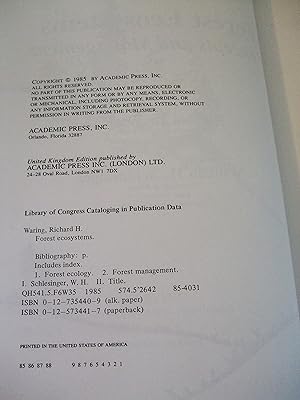 COPYRIGHT © 1985 BY ACADEMIC PRESS, INC.
ALL RIGHTS RESERVED.
NO PART OF THIS PUBLICATION MAY BE REPRODUCED OR
TRANSMITTED IN ANY FORM OR BY ANY MEANS, ELECTRONIC
OR MECHANICAL, INCLUDING PHOTOCOPY, RECORDING, OR
ANY INFORMATION STORAGE AND RETRIEVAL SYSTEM, WITHOUT
PERMISSION IN WRITING FROM THE PUBLISHER.
ACADEMIC PRESS, INC.
Orlando, Florida 32887
United Kingdom Edition published by
ACADEMIC PRESS INC. (LONDON) LTD.
24–28 Oval Road, London NW1 7DX
Library of Congress Cataloging in Publication Data
Waring, Richard H.
Forest ecosystems.
Bibliography: p.
Includes index.
1. Forest ecology. 2. Forest management.
I. Schlesinger, W. H. II. Title.
QH541.5.F6W35 1985 574.5'2642 85-4031
ISBN 0–12–735440–9 (alk. paper)
ISBN 0–12–573441–7 (paperback)
PRINTED IN THE UNITED STATES OF AMERICA
85 86 87 88 9 8 7 6 5 4 3 2 1